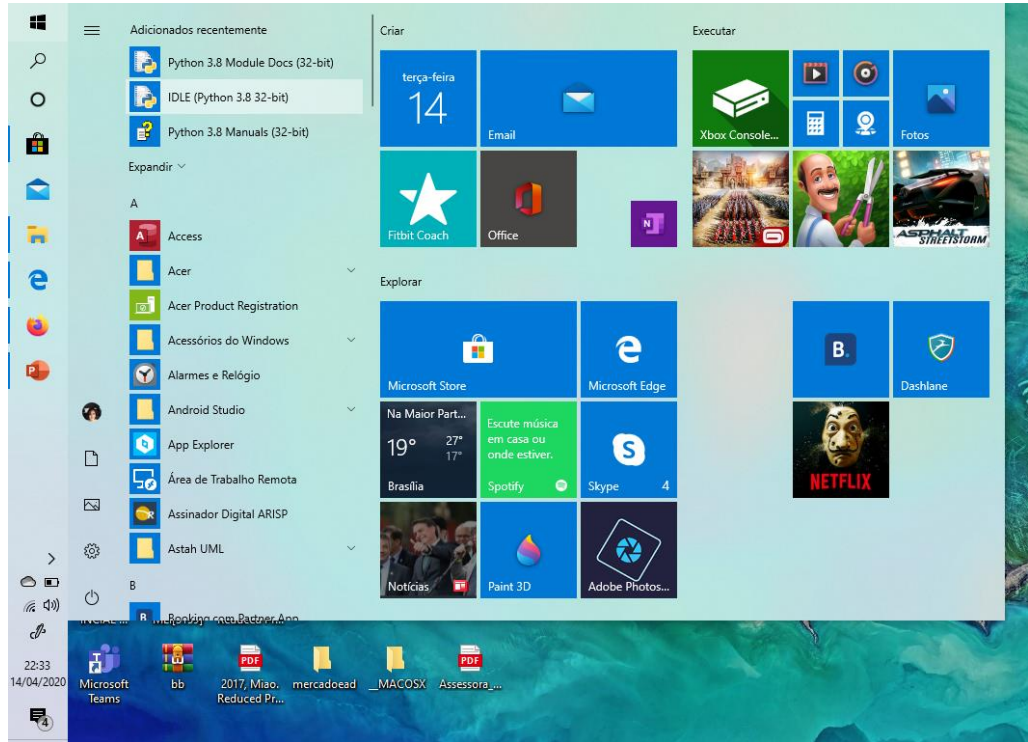 Adicionados recentemente
Python 3.8 Module Docs (32-bit)
IDLE (Python 3.8 32-bit)
Python 3.8 Manuals (32-bit)
Expandir
A
Access
Acer
Acer Product Registration
Acessórios do Windows
Alarmes e Relógio
Android Studio
App Explorer
Área de Trabalho Remota
Assinador Digital ARISP
Astah UML
B
Booking.com Partner App
Criar
terça-feira
14
Email
Fitbit Coach
Office
N
Executar
Xbox Console...
Fotos
ASPHALT
STREETSTORM
Explorar
Microsoft Store
Microsoft Edge
B.
Dashlane
Na Maior Part...
19° 27°
17°
Brasília
Escute música
em casa ou
onde estiver.
Spotify
Skype 4
NETFLIX
Notícias
Paint 3D
Adobe Photos...
22:33
14/04/2020
4
Microsoft
Teams
bb
2017, Miao.
Reduced Pr...
mercadoead
__MACOSX
Assessora_...